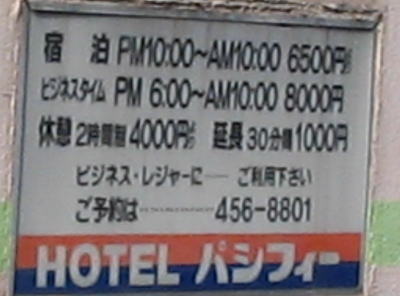 宿 泊 PM10:00~AM10:00 6500円
ビジネスタイム PM 6:00~AM10:00 8000円
休憩 2時間制 4000円 延長 30分間 1000円
ビジネス・レジャーに…… ご利用下さい
ご予約は………… 456-8801
HOTEL パシフィー